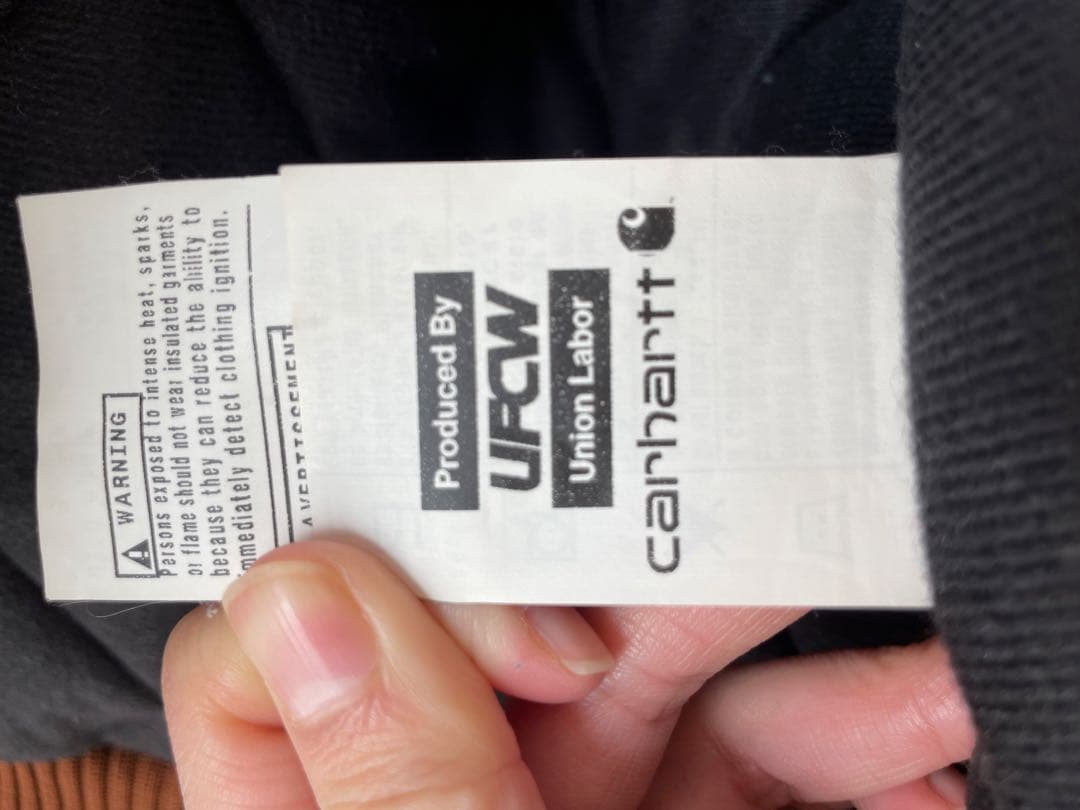 ⚠ WARNING
Persons exposed to intense heat, sparks,
or flame should not wear insulated garments
because they can reduce the ability to
immediately detect clothing ignition.
AVERTISSEMENT
Produced By
UFCW
Union Labor
carhartt